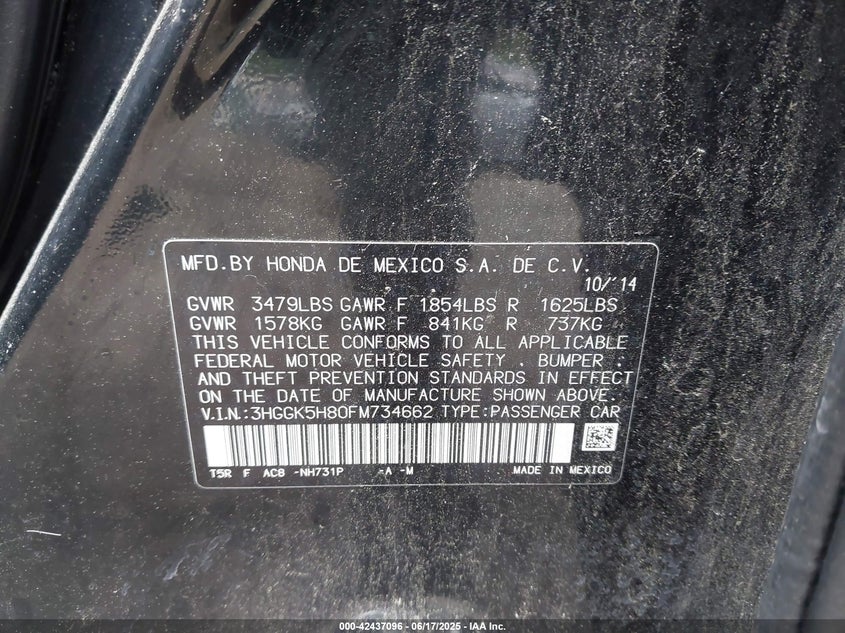 MFD.BY HONDA DE MEXICO S.A. DE C.V.
10/'14
GVWR 3479LBS GAWR F 1854LBS R 1625LBS
GVWR 1578KG GAWR F 841KG R 737KG
THIS VEHICLE CONFORMS TO ALL APPLICABLE
FEDERAL MOTOR VEHICLE SAFETY , BUMPER ,
AND THEFT PREVENTION STANDARDS IN EFFECT
ON THE DATE OF MANUFACTURE SHOWN ABOVE.
V.I.N.:3HGGK5H80FM734662 TYPE:PASSENGER CAR
T5R F ACB -NH731P -A -M MADE IN MEXICO
000-42437096 - 06/17/2025 - IAA Inc.